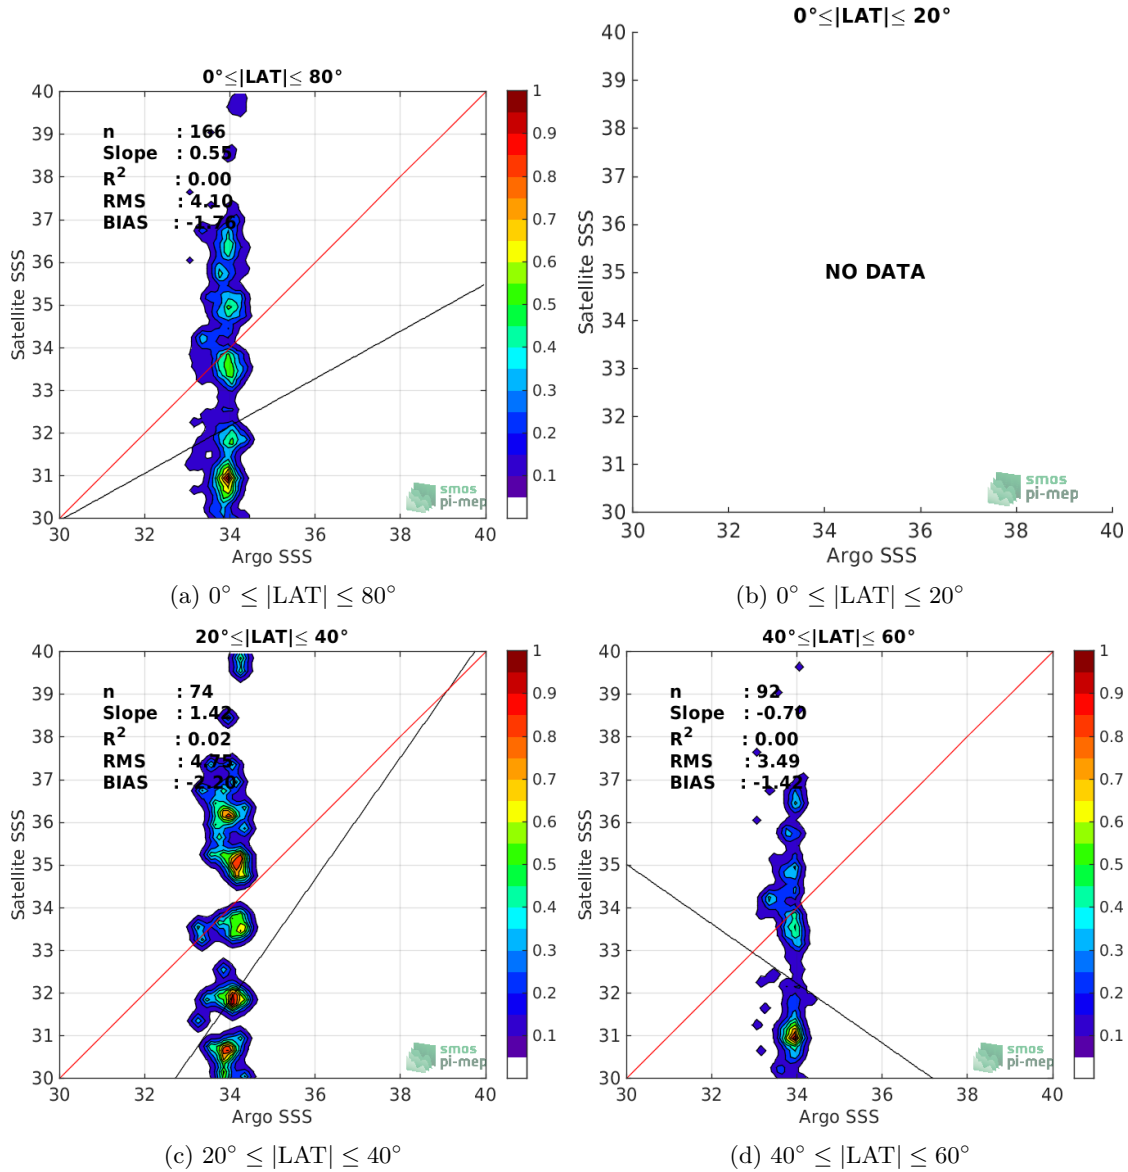 0°≤|LAT|≤ 80°
40
39
38
37
36
35
34
33
32
31
30
Satellite SSS
n : 166
Slope : 0.55
R² : 0.00
RMS : 4.10
BIAS : -1.76
smos
pi-mep
30 32 34 36 38 40
Argo SSS
1
0.9
0.8
0.7
0.6
0.5
0.4
0.3
0.2
0.1
(a) 0° ≤ |LAT| ≤ 80°
0°≤|LAT|≤ 20°
40
39
38
37
36
35
34
33
32
31
30
Satellite SSS
NO DATA
smos
pi-mep
30 32 34 36 38 40
Argo SSS
(b) 0° ≤ |LAT| ≤ 20°
20°≤|LAT|≤ 40°
40
39
38
37
36
35
34
33
32
31
30
Satellite SSS
n : 74
Slope : 1.42
R² : 0.02
RMS : 4.75
BIAS : -2.20
smos
pi-mep
30 32 34 36 38 40
Argo SSS
1
0.9
0.8
0.7
0.6
0.5
0.4
0.3
0.2
0.1
(c) 20° ≤ |LAT| ≤ 40°
40°≤|LAT|≤ 60°
40
39
38
37
36
35
34
33
32
31
30
Satellite SSS
n : 92
Slope : -0.70
R² : 0.00
RMS : 3.49
BIAS : -1.42
smos
pi-mep
30 32 34 36 38 40
Argo SSS
1
0.9
0.8
0.7
0.6
0.5
0.4
0.3
0.2
0.1
(d) 40° ≤ |LAT| ≤ 60°